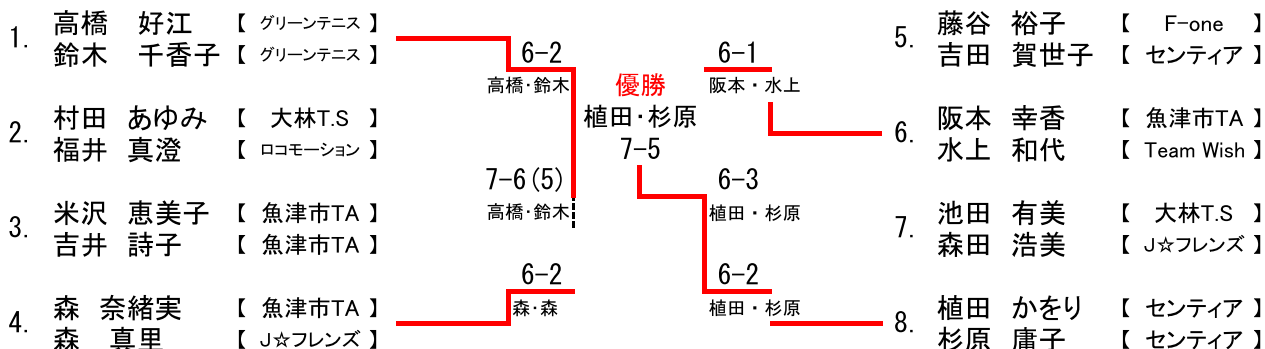 1. 高橋 好江 【 グリーンテニス 】
鈴木 千香子 【 グリーンテニス 】
2. 村田 あゆみ 【 大林T.S 】
福井 真澄 【 ロコモーション 】
3. 米沢 恵美子 【 魚津市TA 】
吉井 詩子 【 魚津市TA 】
4. 森 奈緒実 【 魚津市TA 】
森 真里 【 J☆フレンズ 】
6-2
高橋・鈴木
7-6(5)
高橋・鈴木
6-2
森・森
優勝
植田・杉原
7-5
6-1
阪本・水上
6-3
植田・杉原
6-2
植田・杉原
5. 藤谷 裕子 【 F-one 】
吉田 賀世子 【 センティア 】
6. 阪本 幸香 【 魚津市TA 】
水上 和代 【 Team Wish 】
7. 池田 有美 【 大林T.S 】
森田 浩美 【 J☆フレンズ 】
8. 植田 かをり 【 センティア 】
杉原 庸子 【 センティア 】